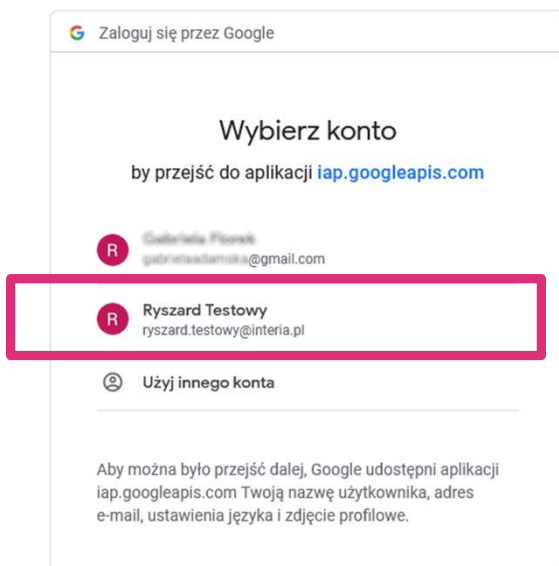 Zaloguj się przez Google
Wybierz konto
by przejść do aplikacji iap.googleapis.com
R
@gmail.com
R
Ryszard Testowy
ryszard.testowy@interia.pl
Użyj innego konta
Aby można było przejść dalej, Google udostępni aplikacji
iap.googleapis.com Twoją nazwę użytkownika, adres
e-mail, ustawienia języka i zdjęcie profilowe.